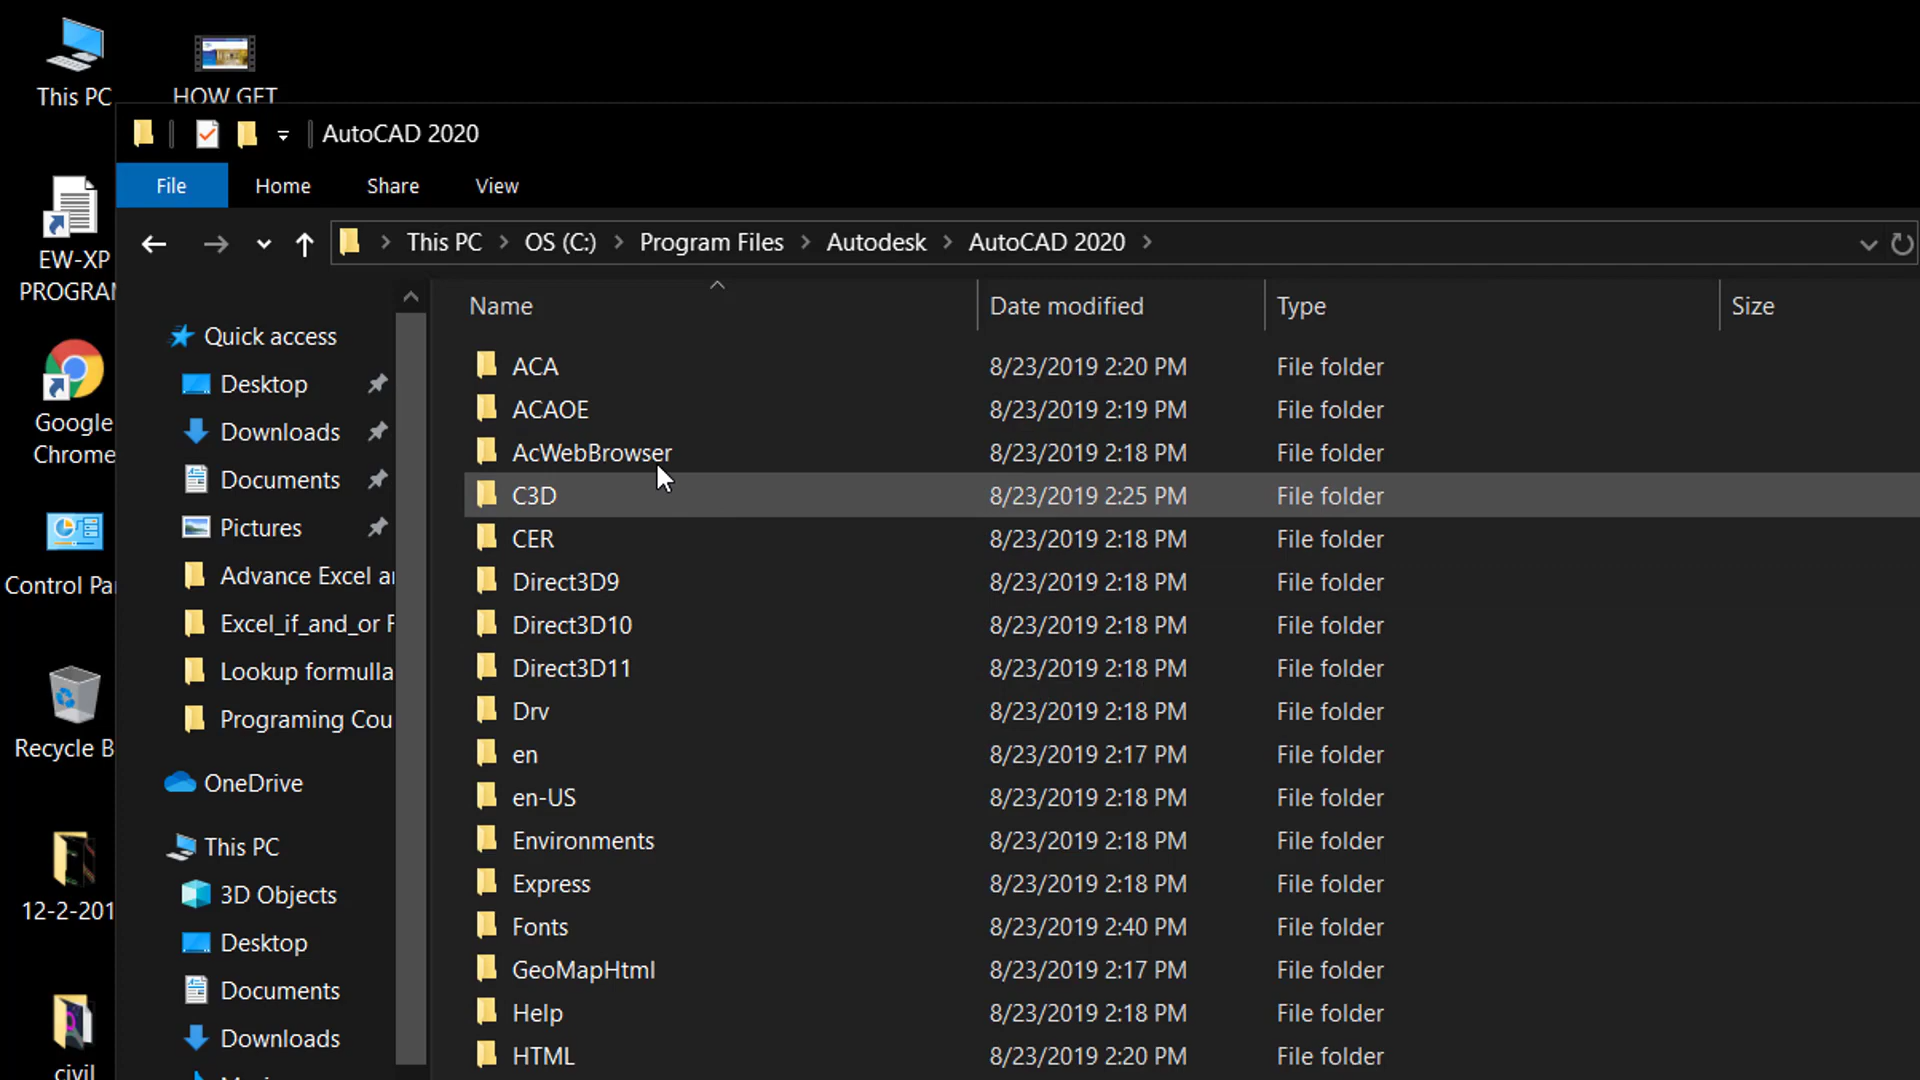 This PC
HOW GET
AutoCAD 2020
File Home Share View
This PC > OS (C:) > Program Files > Autodesk > AutoCAD 2020 >
EW-XP
PROGRAM
Google
Chrome
Control Pa
Recycle B
12-2-201
civil
Quick access
Desktop
Downloads
Documents
Pictures
Advance Excel a
Excel_if_and_or F
Lookup formulla
Programing Cou
OneDrive
This PC
3D Objects
Desktop
Documents
Downloads
Name Date modified Type Size
ACA 8/23/2019 2:20 PM File folder
ACAOE 8/23/2019 2:19 PM File folder
AcWebBrowser 8/23/2019 2:18 PM File folder
C3D 8/23/2019 2:25 PM File folder
CER 8/23/2019 2:18 PM File folder
Direct3D9 8/23/2019 2:18 PM File folder
Direct3D10 8/23/2019 2:18 PM File folder
Direct3D11 8/23/2019 2:18 PM File folder
Drv 8/23/2019 2:18 PM File folder
en 8/23/2019 2:17 PM File folder
en-US 8/23/2019 2:18 PM File folder
Environments 8/23/2019 2:18 PM File folder
Express 8/23/2019 2:18 PM File folder
Fonts 8/23/2019 2:40 PM File folder
GeoMapHtml 8/23/2019 2:17 PM File folder
Help 8/23/2019 2:18 PM File folder
HTML 8/23/2019 2:20 PM File folder